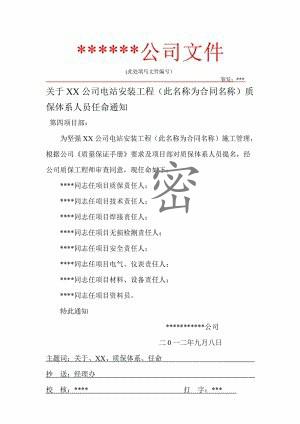 ******公司文件
(此处填写文件编号)
签发：***
关于 XX 公司电站安装工程（此名称为合同名称）质
保体系人员任命通知
第四项目部：
为坚强 XX 公司电站安装工程（此名称为合同名称）施工管理，
根据公司《质量保证手册》要求及项目部对质保体系人员提名，经
公司质保工程师审查同意，现任命如下：
****同志任项目质保责任人；
****同志任项目工艺责任人；
****同志任项目焊接责任人；
****同志任项目无损检测责任人；
****同志任项目安全责任人；
****同志任项目电气、仪表责任人；
****同志任项目材料、设备责任人；
****同志任项目资料员。
特此通知
密
***********公司
二 0 一二年九月八日
主题词：关于、XX、质保体系、任命
抄 送：经理办
校 核：**** 打 字：***